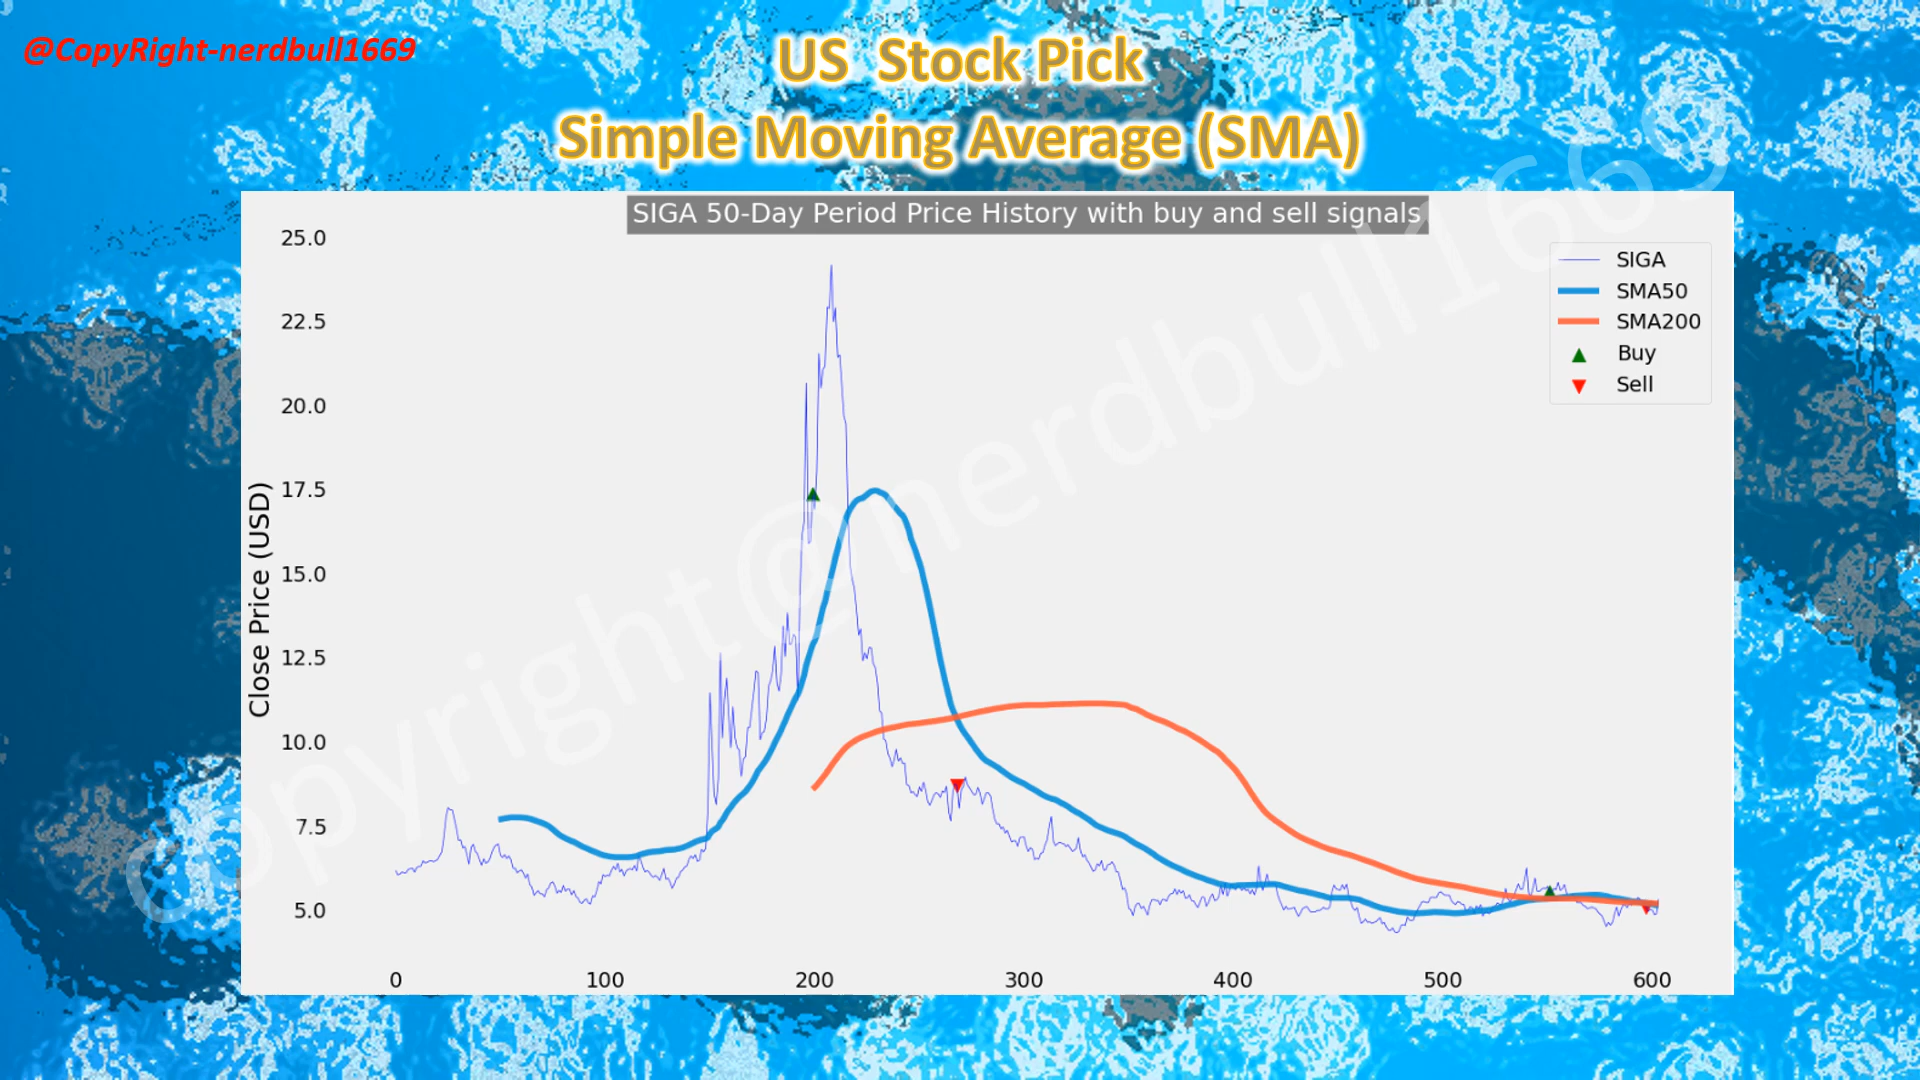 @CopyRight-nerdbull1669
US  Stock Pick
Simple Moving Average (SMA)
SIGA 50-Day Period Price History with buy and sell signals
25.0
22.5
20.0
17.5
15.0
12.5
10.0
7.5
5.0
Close Price (USD)
SIGA
SMA50
SMA200
Buy
Sell
0 100 200 300 400 500 600
copyright@nerdbull1669